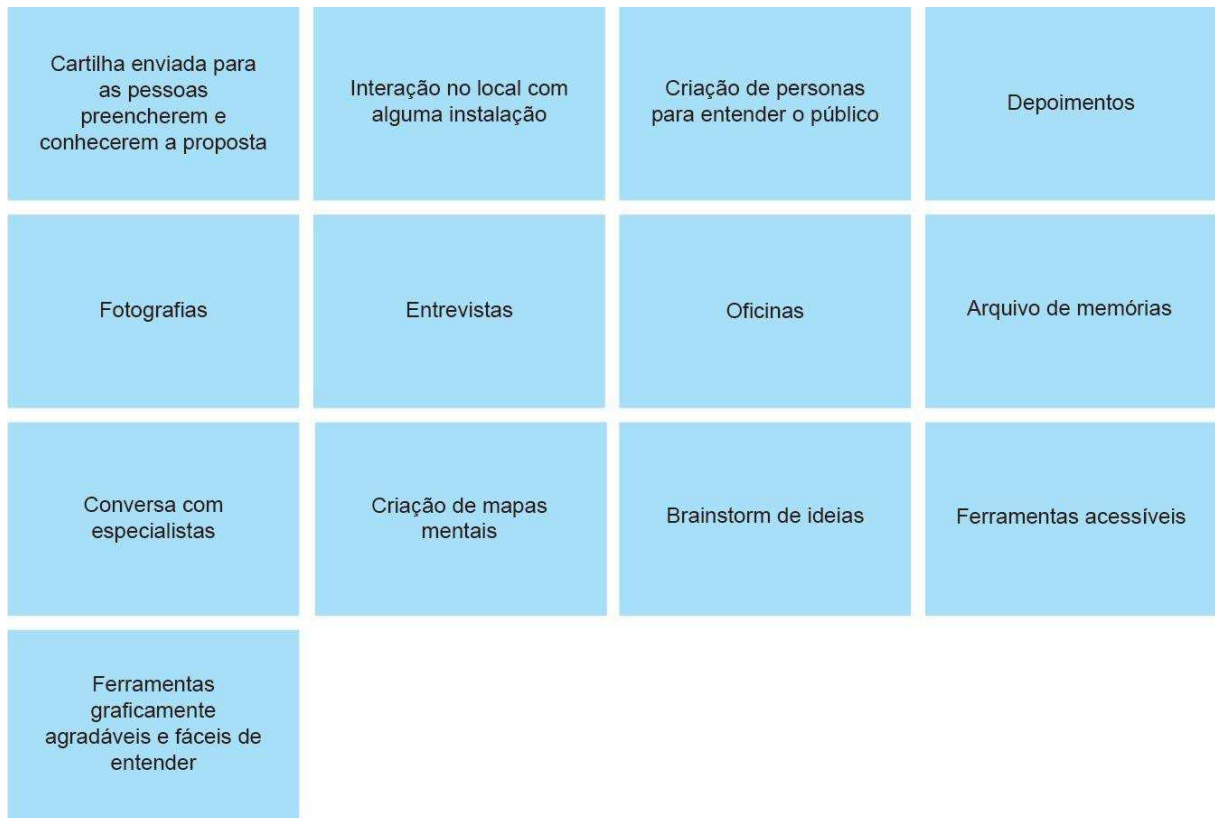 Cartilha enviada para
as pessoas
preencherem e
conhecerem a proposta
Interação no local com
alguma instalação
Criação de personas
para entender o público
Depoimentos
Fotografias
Entrevistas
Oficinas
Arquivo de memórias
Conversa com
especialistas
Criação de mapas
mentais
Brainstorm de ideias
Ferramentas acessíveis
Ferramentas
graficamente
agradáveis e fáceis de
entender